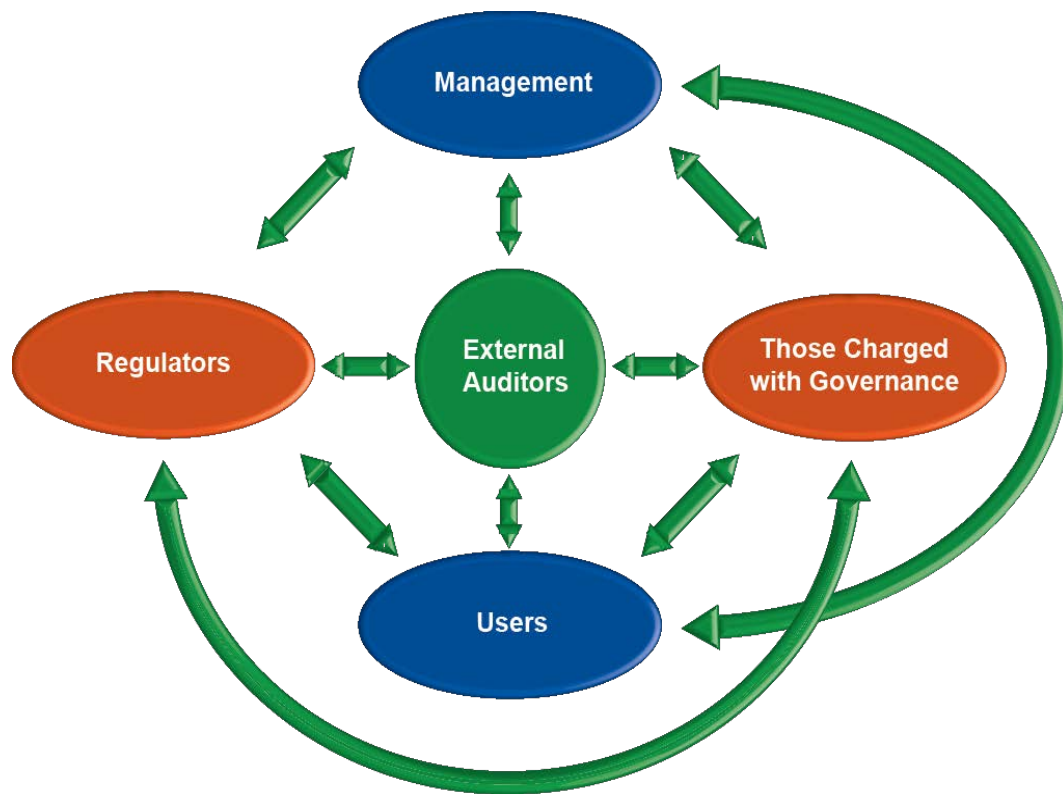 Management
Regulators
External
Auditors
Those Charged
with Governance
Users